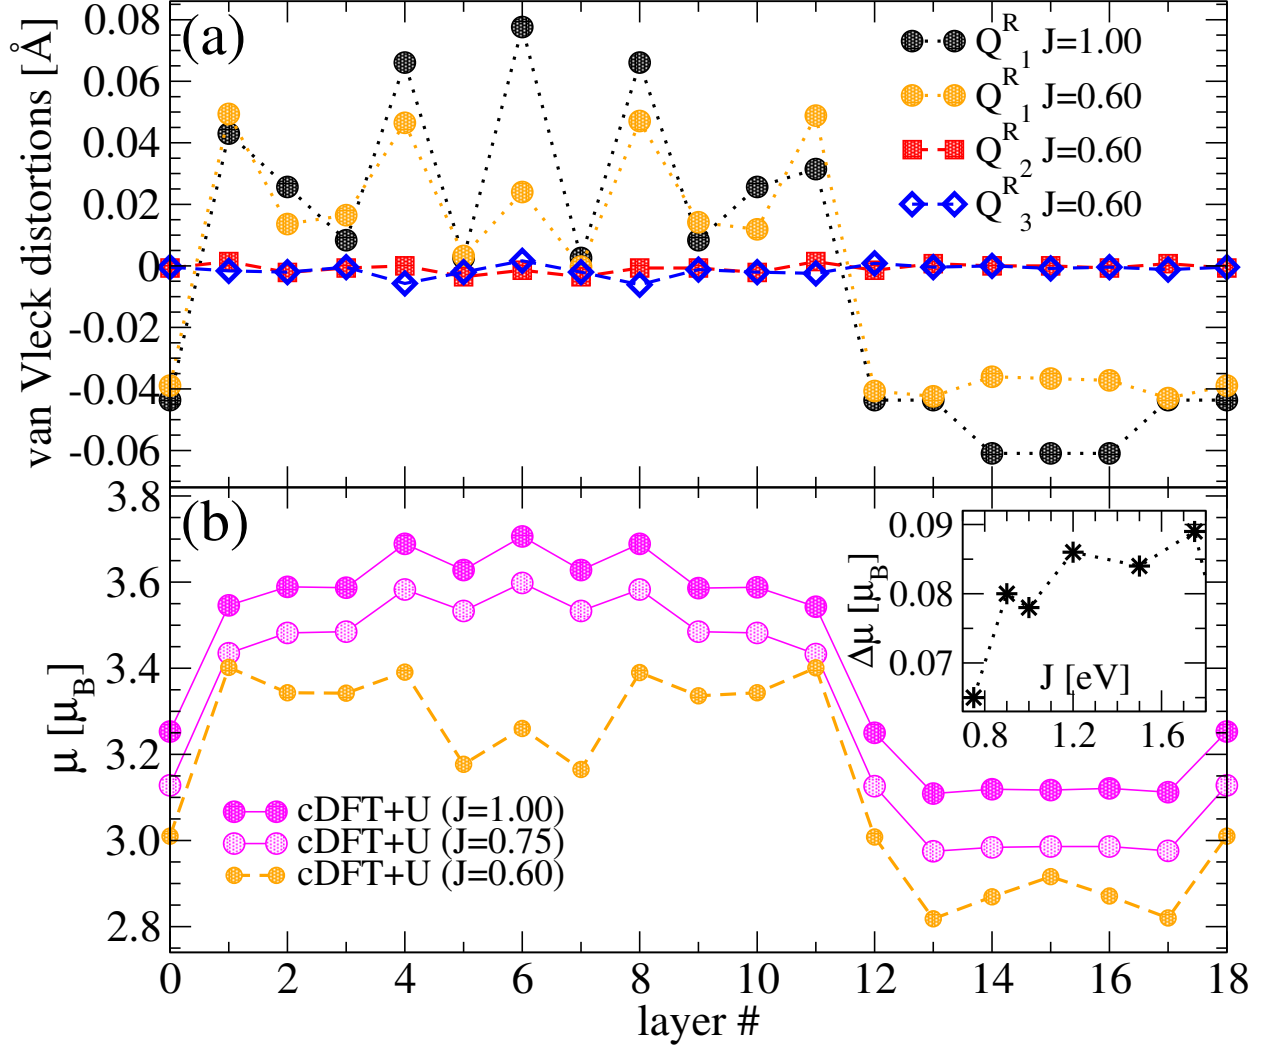 (a)
van Vleck distortions [Å]
0.08
0.06
0.04
0.02
0
-0.02
-0.04
-0.06
Q^R_1 J=1.00
Q^R_1 J=0.60
Q^R_2 J=0.60
Q^R_3 J=0.60
(b)
μ [μ_B]
3.8
3.6
3.4
3.2
3.0
2.8
cDFT+U (J=1.00)
cDFT+U (J=0.75)
cDFT+U (J=0.60)
Δμ [μ_B]
0.09
0.08
0.07
J [eV]
0.8 1.2 1.6
0 2 4 6 8 10 12 14 16 18
layer #